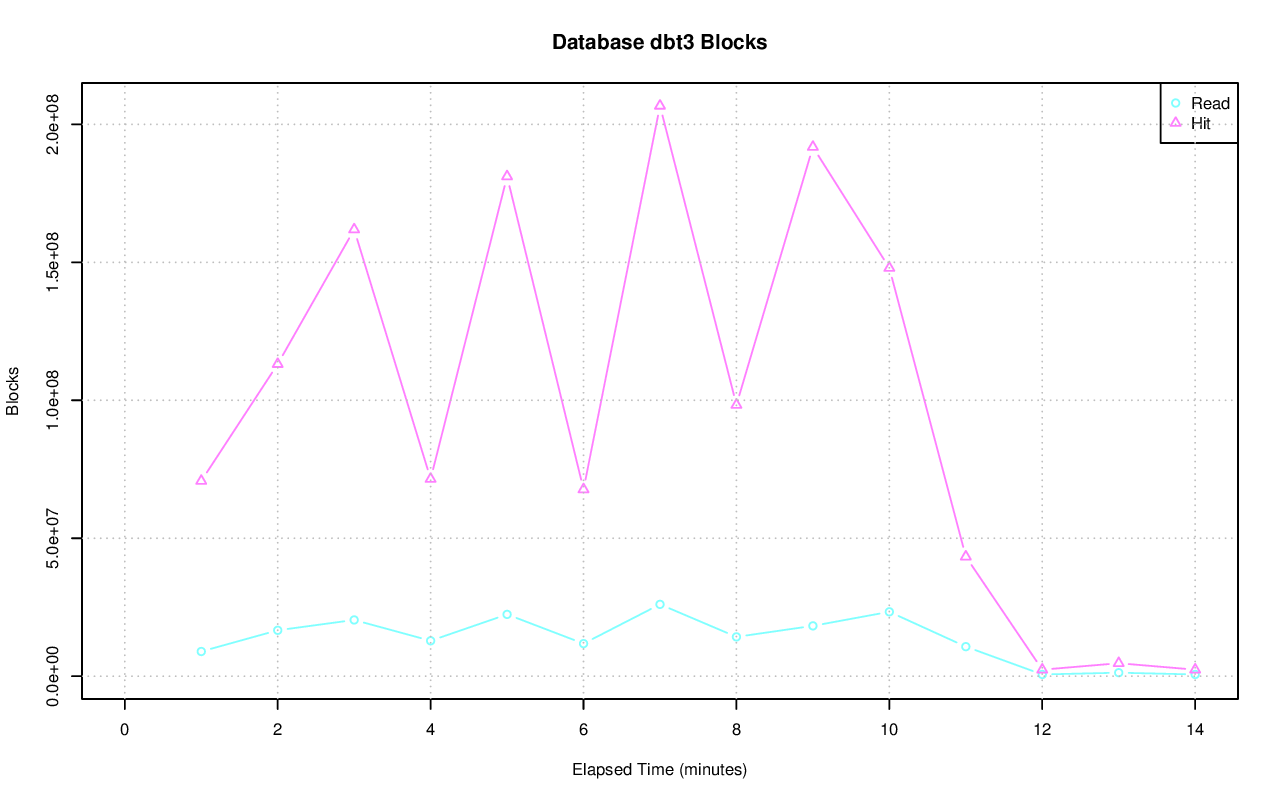 Database dbt3 Blocks
Read
Hit
Blocks
2.0e+08
1.5e+08
1.0e+08
5.0e+07
0.0e+00
0 2 4 6 8 10 12 14
Elapsed Time (minutes)